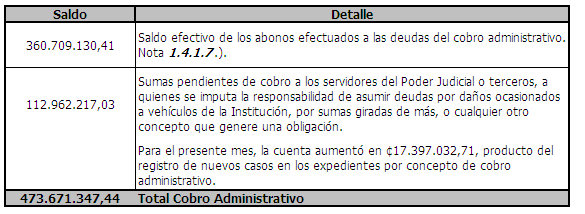 Saldo Detalle
360.709.130,41 Saldo efectivo de los abonos efectuados a las deudas del cobro administrativo.
Nota 1.4.1.7.).
Sumas pendientes de cobro a los servidores del Poder Judicial o terceros, a
quienes se imputa la responsabilidad de asumir deudas por daños ocasionados
112.962.217,03 a vehículos de la Institución, por sumas giradas de más, o cualquier otro
concepto que genere una obligación.
Para el presente mes, la cuenta aumentó en ¢17.397.032,71, producto del
registro de nuevos casos en los expedientes por concepto de cobro
administrativo.
473.671.347,44 Total Cobro Administrativo